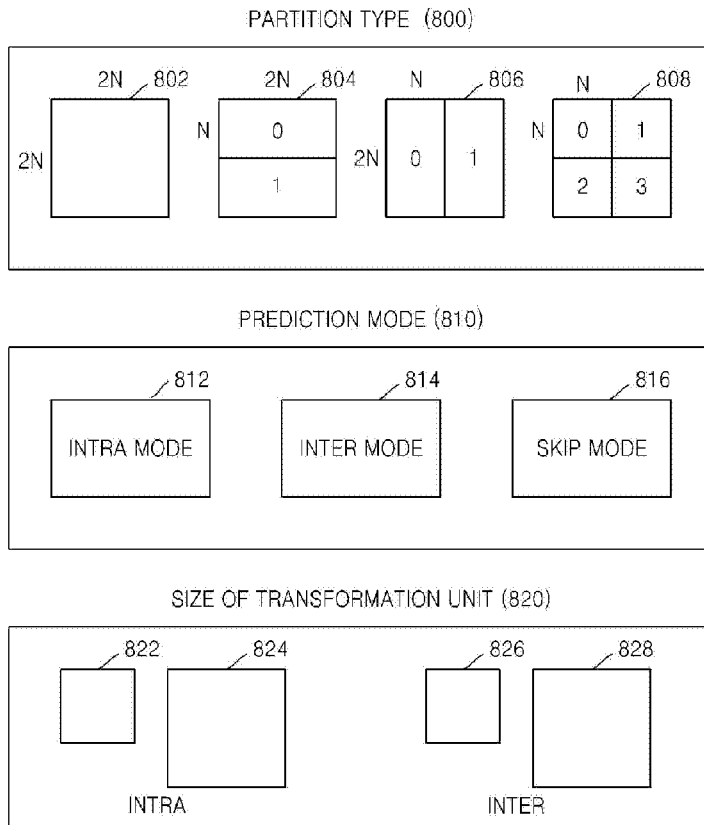 PARTITION TYPE (800)
2N 802 2N 804 N 806 N 808
2N N 0 1 2N 0 1 N 0 1 2 3
PREDICTION MODE (810)
812 814 816
INTRA MODE INTER MODE SKIP MODE
SIZE OF TRANSFORMATION UNIT (820)
822 824 826 828
INTRA INTER